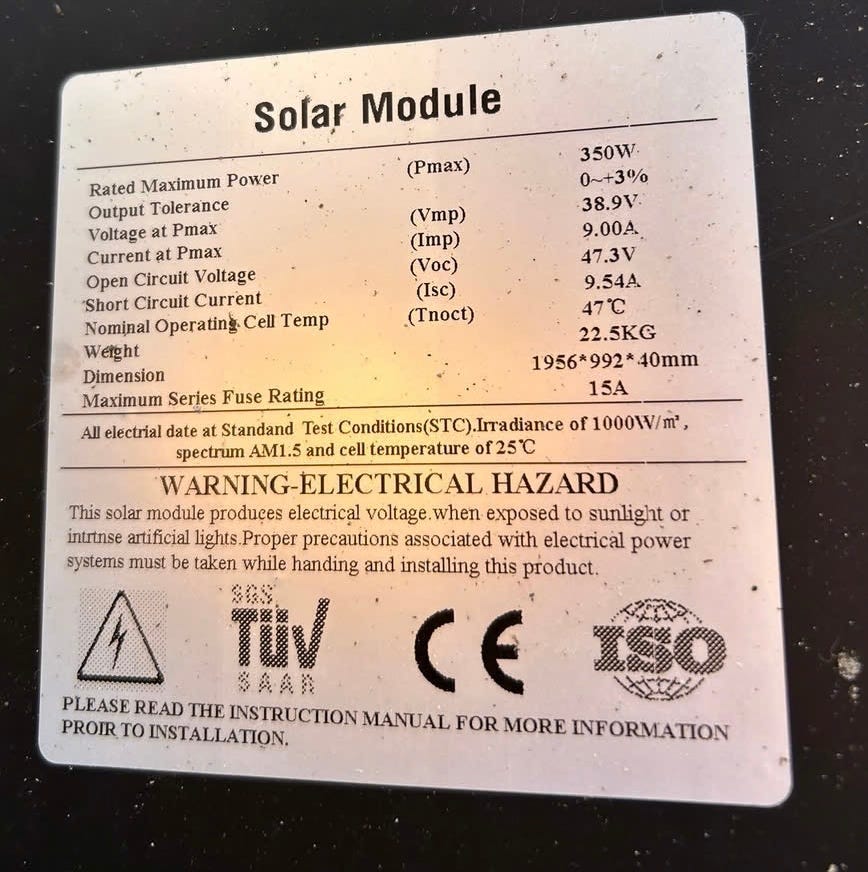 Solar Module
Rated Maximum Power (Pmax) 350W
Output Tolerance 0~+3%
Voltage at Pmax (Vmp) 38.9V
Current at Pmax (Imp) 9.00A
Open Circuit Voltage (Voc) 47.3V
Short Circuit Current (Isc) 9.54A
Nominal Operating Cell Temp (Tnoct) 47℃
Weight 22.5KG
Dimension 1956*992*40mm
Maximum Series Fuse Rating 15A
All electrial date at Standand Test Conditions(STC).Irradiance of 1000W/m²,
spectrum AM1.5 and cell temperature of 25℃
WARNING-ELECTRICAL HAZARD
This solar module produces electrical voltage.when exposed to sunlight or
intrtnse artificial lights.Proper precautions associated with electrical power
systems must be taken while handing and installing this product.
SGS
TÜV
SAAR
CE
ISO
PLEASE READ THE INSTRUCTION MANUAL FOR MORE INFORMATION
PROIR TO INSTALLATION.